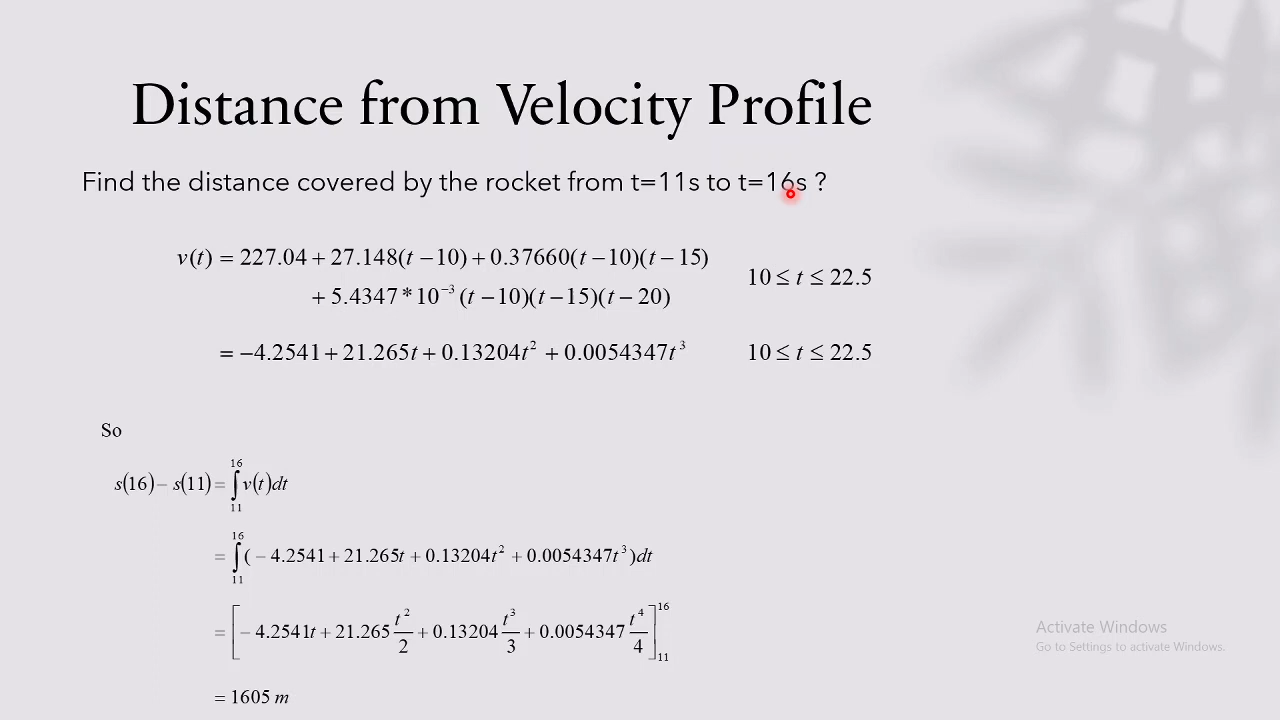 Distance from Velocity Profile
Find the distance covered by the rocket from t=11s to t=16s ?
v(t) = 227.04 + 27.148(t − 10) + 0.37660(t − 10)(t − 15)
+ 5.4347 * 10⁻³ (t − 10)(t − 15)(t − 20)
10 ≤ t ≤ 22.5
= −4.2541 + 21.265t + 0.13204t² + 0.0054347t³ 10 ≤ t ≤ 22.5
So
s(16) − s(11) = ∫₁₁¹⁶ v(t)dt
= ∫₁₁¹⁶ ( − 4.2541 + 21.265t + 0.13204t² + 0.0054347t³ )dt
= [ − 4.2541t + 21.265 t²/2 + 0.13204 t³/3 + 0.0054347 t⁴/4 ]₁₁¹⁶
= 1605 m
Activate Windows
Go to Settings to activate Windows.